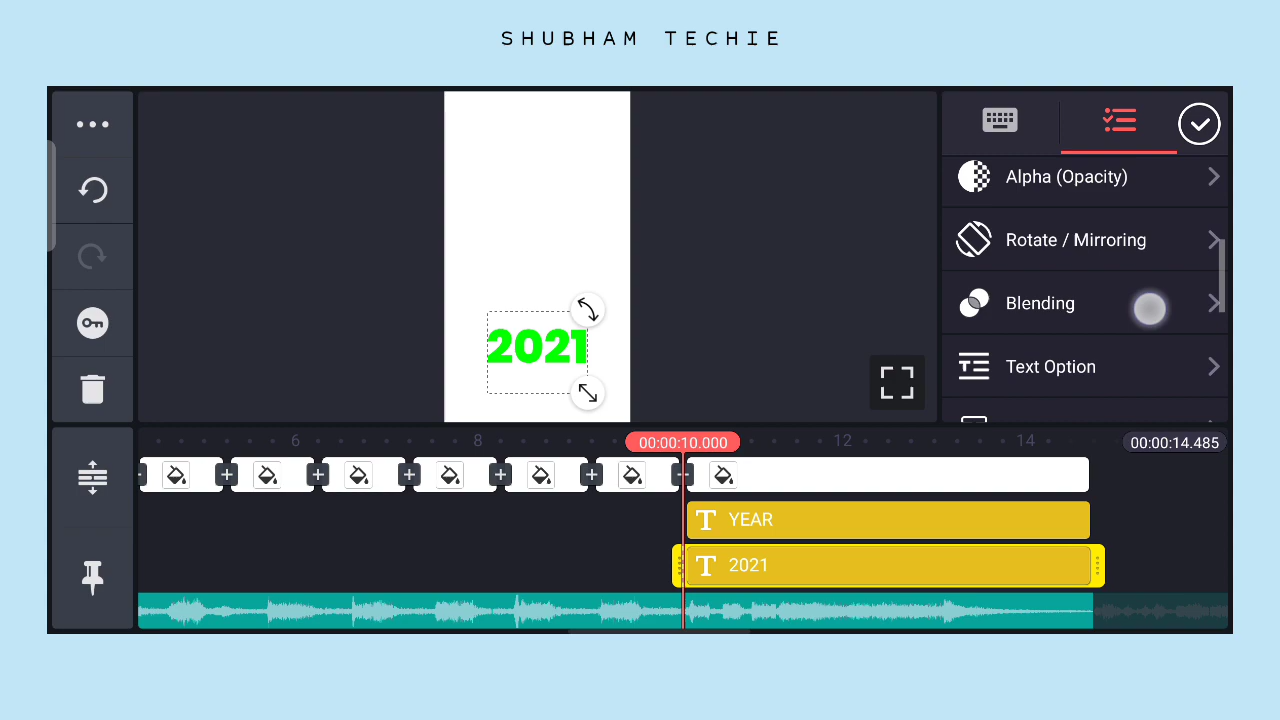 SHUBHAM TECHIE
Alpha (Opacity)
Rotate / Mirroring
Blending
Text Option
2021
6
8
00:00:10.000
12
14
00:00:14.485
T YEAR
T 2021